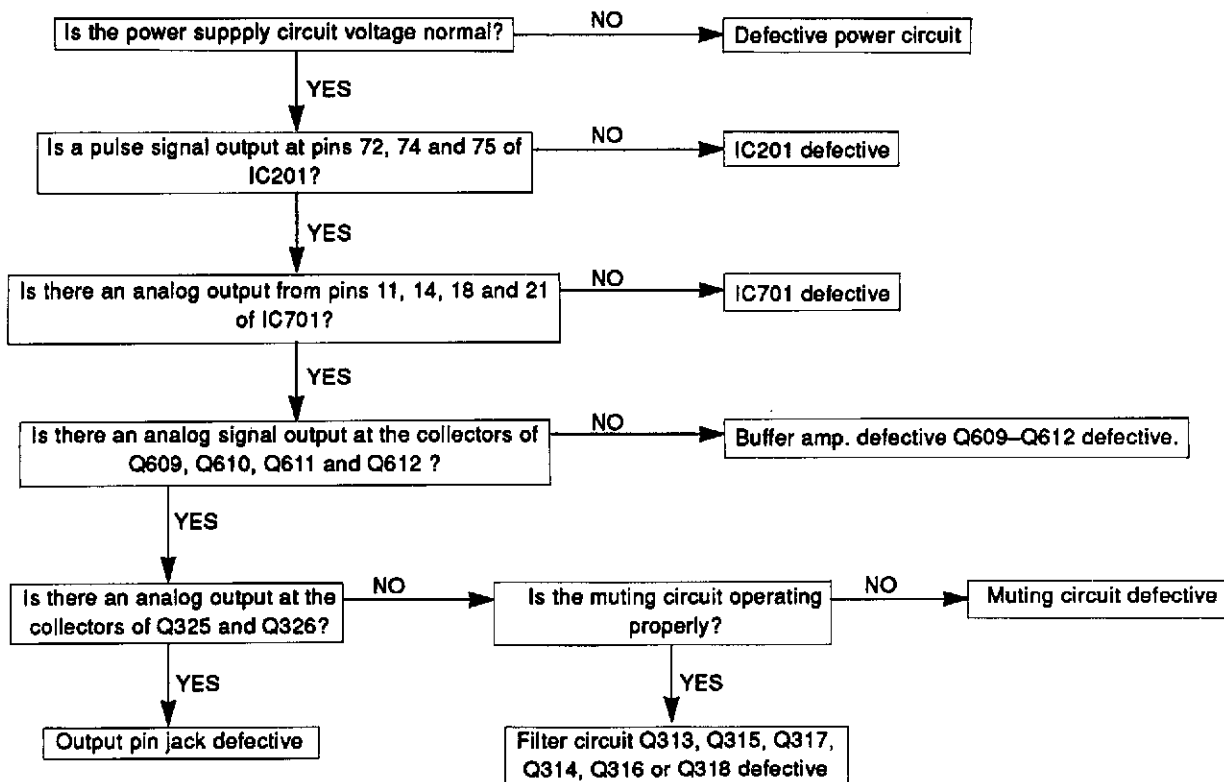 Is the power suppply circuit voltage normal?
NO
Defective power circuit
YES
Is a pulse signal output at pins 72, 74 and 75 of
IC201?
NO
IC201 defective
YES
Is there an analog output from pins 11, 14, 18 and 21
of IC701?
NO
IC701 defective
YES
Is there an analog signal output at the collectors of
Q609, Q610, Q611 and Q612 ?
NO
Buffer amp. defective Q609–Q612 defective.
YES
Is there an analog output at the
collectors of Q325 and Q326?
NO
Is the muting circuit operating
properly?
NO
Muting circuit defective
YES
YES
Output pin jack defective
Filter circuit Q313, Q315, Q317,
Q314, Q316 or Q318 defective